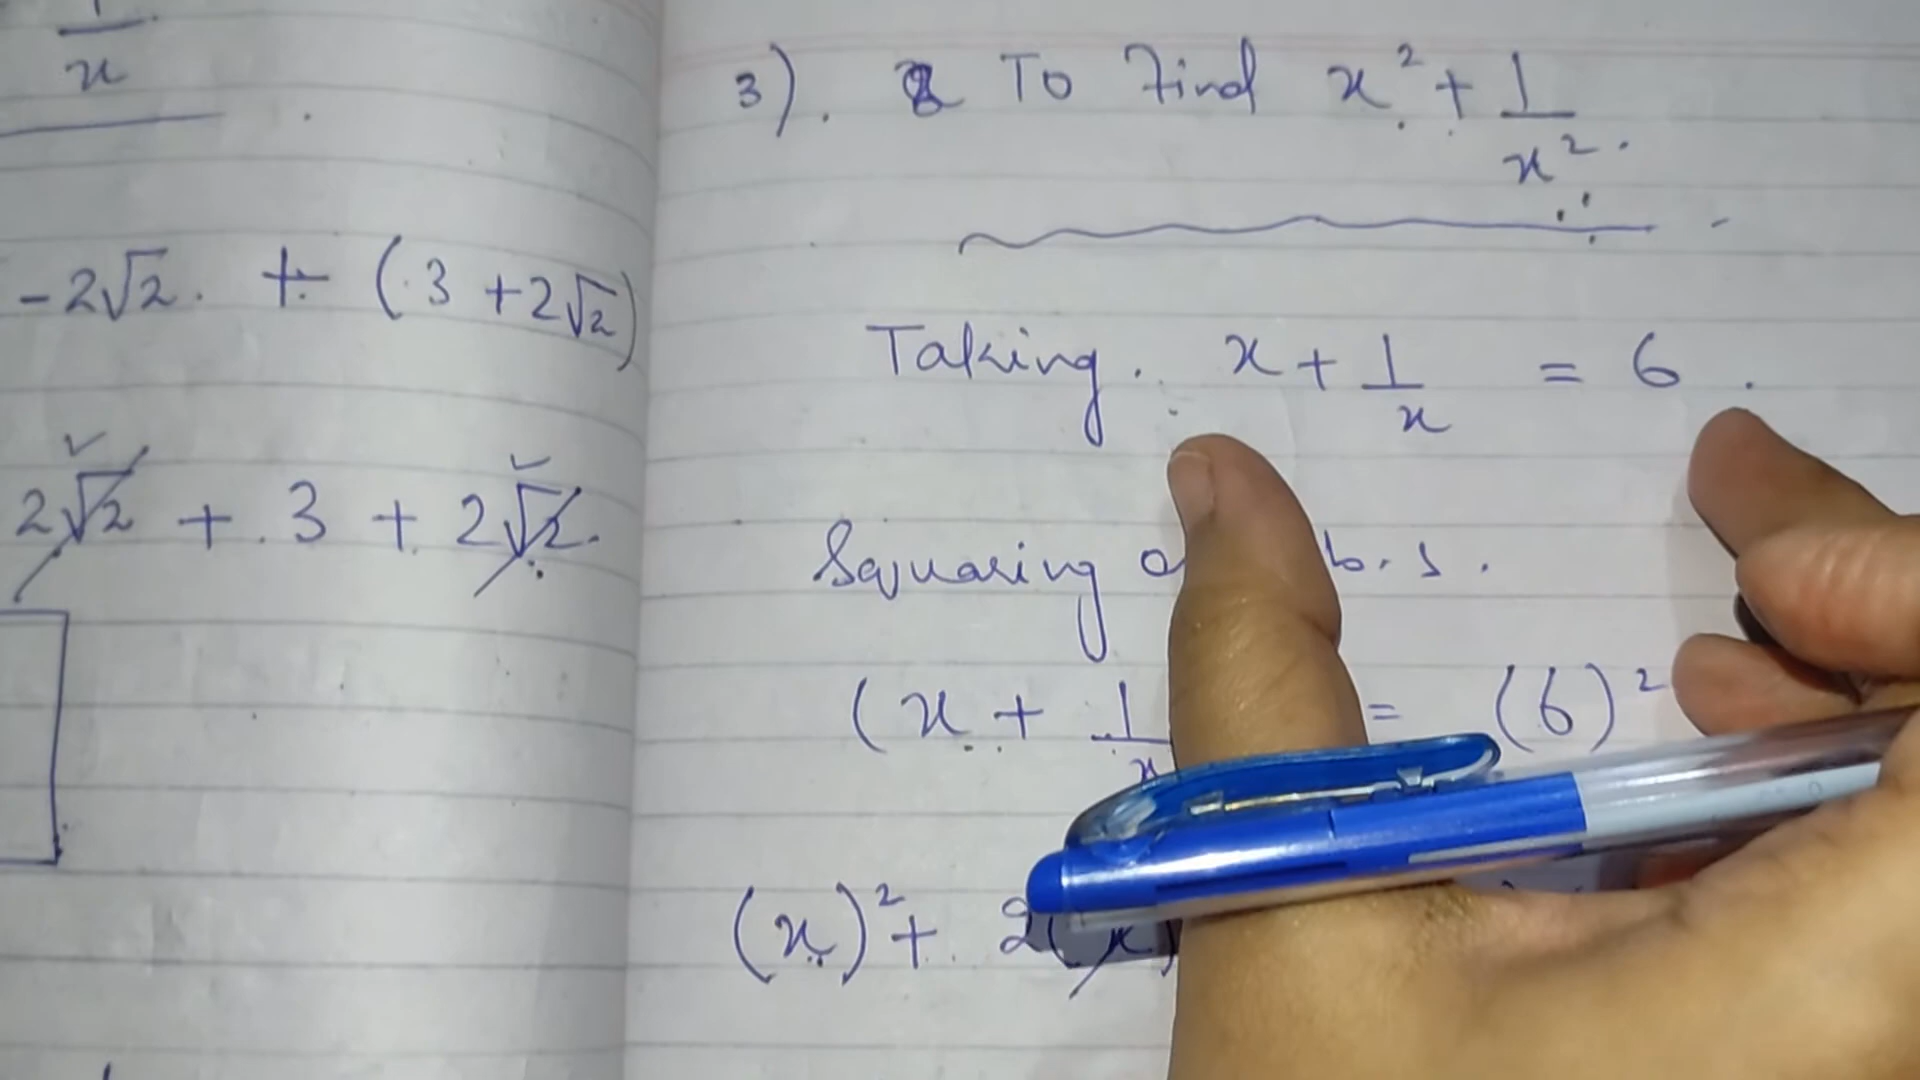 x
-2√2. + (3 + 2√2)
2√2 + 3 + 2√2.
3). To find x² + 1/x².
Taking. x + 1/x = 6.
Squaring b.s.
(x + 1/x = (6)²
(x)² + 2(x)